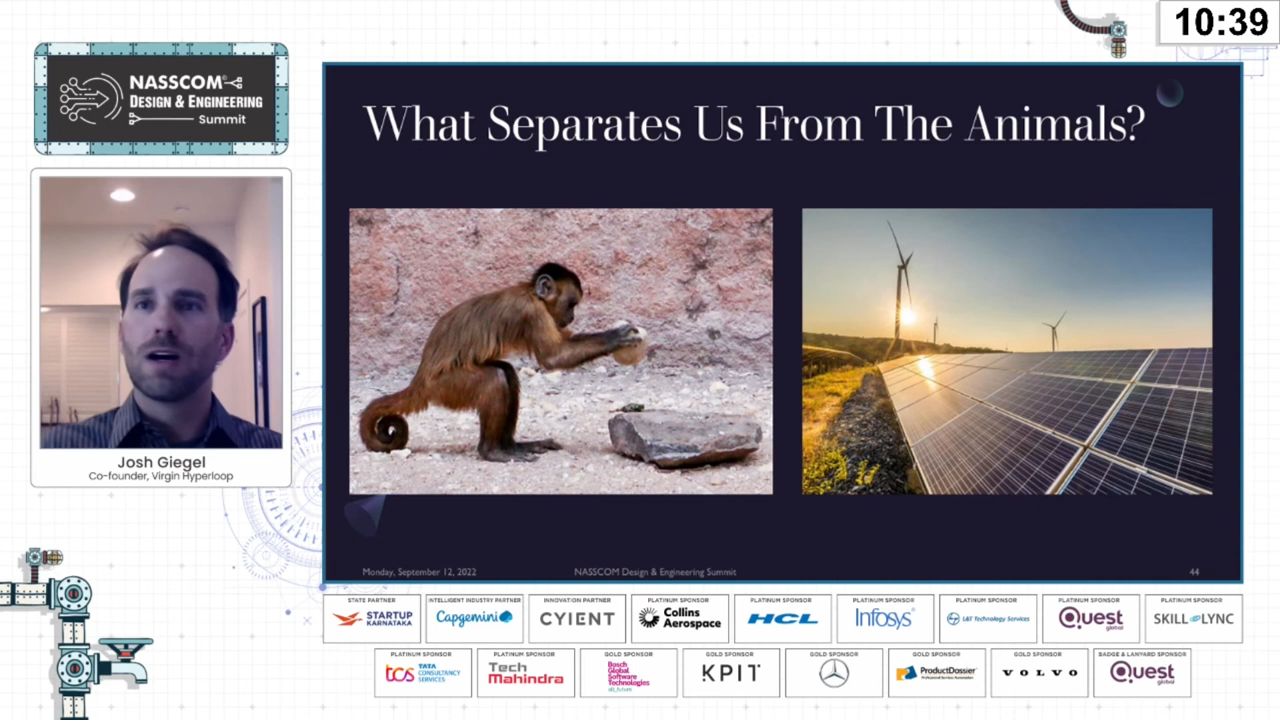 10:39
NASSCOM®
DESIGN & ENGINEERING
Summit
What Separates Us From The Animals?
Josh Giegel
Co-founder, Virgin Hyperloop
Monday, September 12, 2022
NASSCOM Design & Engineering Summit
44
STATE PARTNER
STARTUP
KARNATAKA
INTELLIGENT INDUSTRY PARTNER
Capgemini
INNOVATION PARTNER
CYIENT
PLATINUM SPONSOR
Collins
Aerospace
PLATINUM SPONSOR
HCL
PLATINUM SPONSOR
Infosys®
PLATINUM SPONSOR
L&T Technology Services
PLATINUM SPONSOR
Quest
global
PLATINUM SPONSOR
SKILL LYNC
PLATINUM SPONSOR
tcs TATA
CONSULTANCY
SERVICES
PLATINUM SPONSOR
Tech
Mahindra
GOLD SPONSOR
Bosch
Global
Software
Technologies
GOLD SPONSOR
KPIT
GOLD SPONSOR
GOLD SPONSOR
ProductDossier
Professional Services Automation
GOLD SPONSOR
VOLVO
BADGE & LANYARD SPONSOR
Quest
global